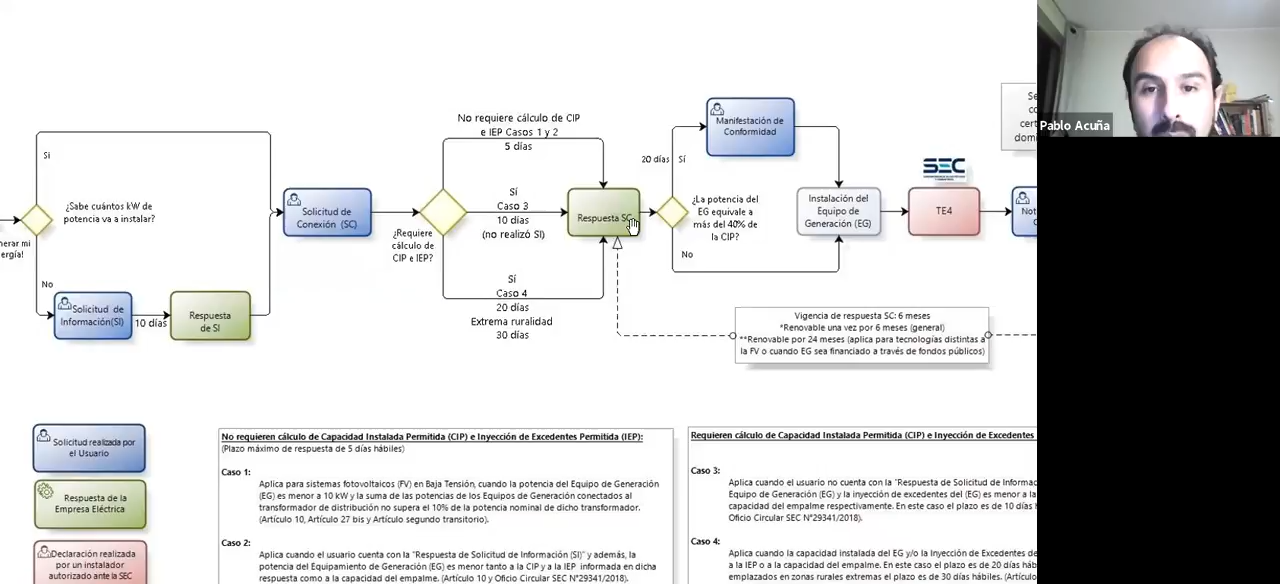 Sí
¿Sabe cuántos kW de
potencia va a instalar?
nerar mi
ergía!
No
Solicitud de
Información(SI)
10 días
Respuesta
de SI
Solicitud de
Conexión (SC)
¿Requiere
cálculo de
CIP e IEP?
No requiere cálculo de CIP
e IEP Casos 1 y 2
5 días
Sí
Caso 3
10 días
(no realizó SI)
Sí
Caso 4
20 días
Extrema ruralidad
30 días
Respuesta SC
20 días
Sí
¿La potencia del
EG equivale a
más del 40% de
la CIP?
No
Manifestación de
Conformidad
Instalación del
Equipo de
Generación (EG)
SEC
TE4
Se
co
cert
domi
Not
C
Pablo Acuña
Vigencia de respuesta SC: 6 meses
*Renovable una vez por 6 meses (general)
**Renovable por 24 meses (aplica para tecnologías distintas a
la FV o cuando EG sea financiado a través de fondos públicos)
Solicitud realizada por
el Usuario
Respuesta de la
Empresa Eléctrica
Declaración realizada
por un instalador
autorizado ante la SEC
No requieren cálculo de Capacidad Instalada Permitida (CIP) e Inyección de Excedentes Permitida (IEP):
(Plazo máximo de respuesta de 5 días hábiles)
Caso 1:
Aplica para sistemas fotovoltaicos (FV) en Baja Tensión, cuando la potencia del Equipo de Generación
(EG) es menor a 10 kW y la suma de las potencias de los Equipos de Generación conectados al
transformador de distribución no supera el 10% de la potencia nominal de dicho transformador.
(Artículo 10, Artículo 27 bis y Artículo segundo transitorio).
Caso 2:
Aplica cuando el usuario cuenta con la "Respuesta de Solicitud de Información (SI)" y además, la
potencia del Equipamiento de Generación (EG) es menor tanto a la CIP y a la IEP informada en dicha
respuesta como a la capacidad del empalme. (Artículo 10 y Oficio Circular SEC N°29341/2018).
Requieren cálculo de Capacidad Instalada Permitida (CIP) e Inyección de Excedentes
Caso 3:
Aplica cuando el usuario no cuenta con la "Respuesta de Solicitud de I
Equipo de Generación (EG) y la inyección de excedentes del (EG) es menor a la
capacidad del empalme respectivamente. En este caso el plazo es de 10 días h
Oficio Circular SEC N°29341/2018).
Caso 4:
Aplica cuando la capacidad instalada del EG y/o la Inyección de Excedentes de
a la IEP o a la capacidad del empalme. En este caso el plazo es de 20 días háb
emplazados en zonas rurales extremas el plazo es de 30 días hábiles. (Artículo